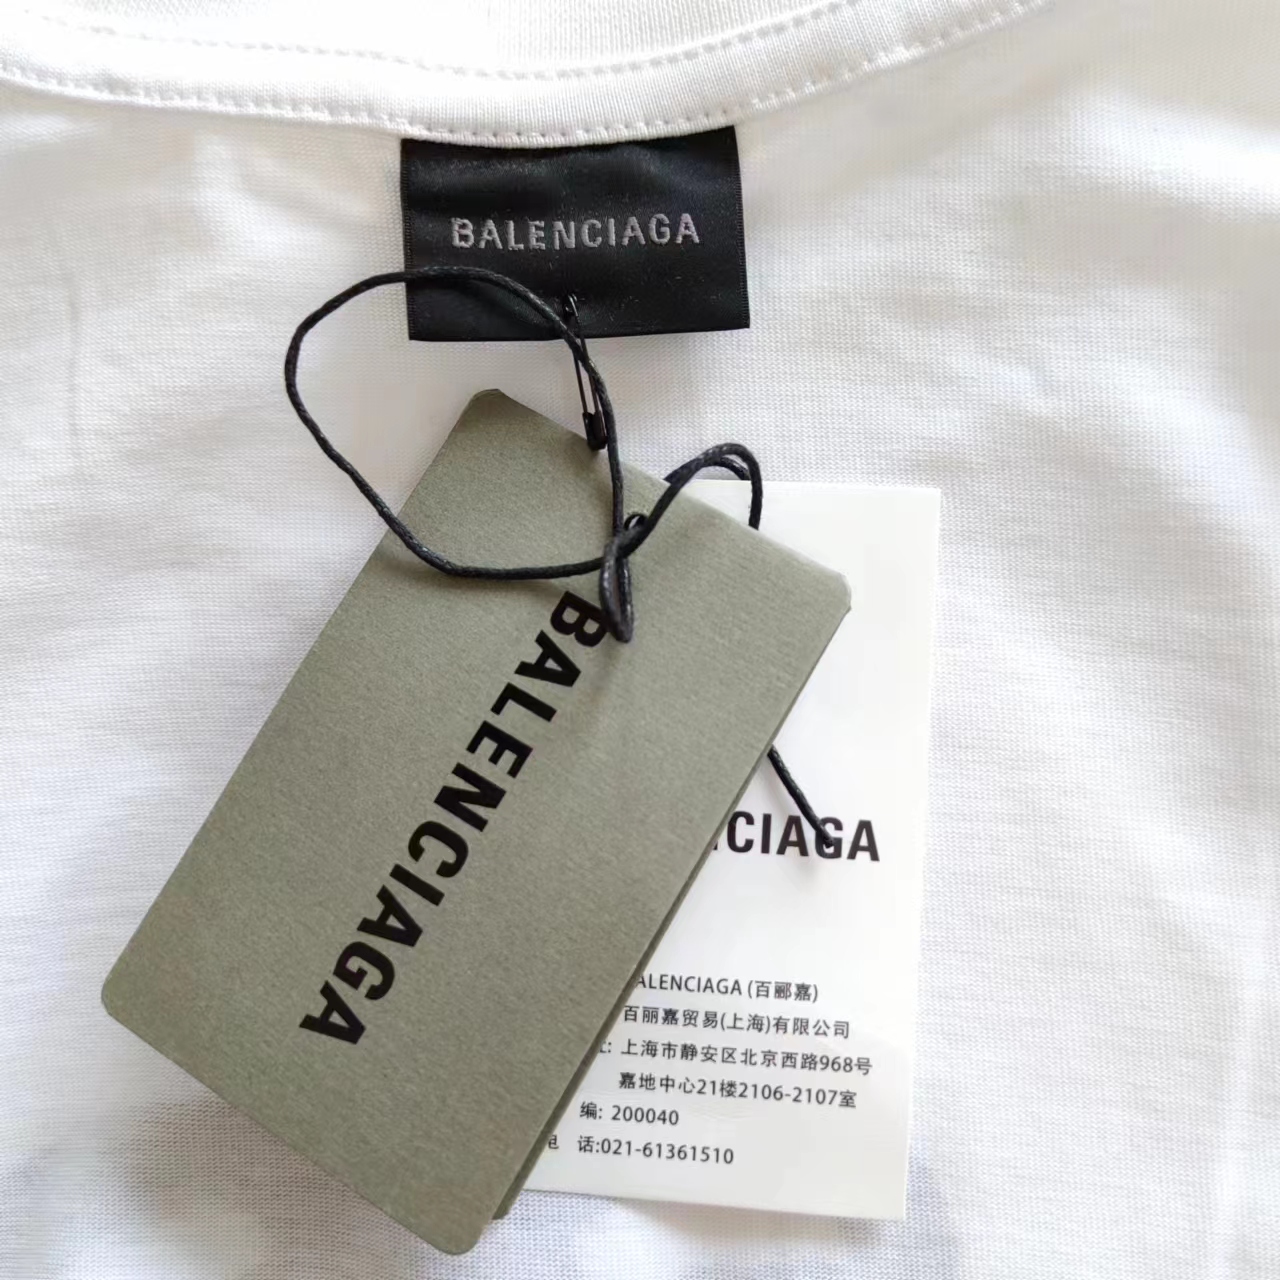 BALENCIAGA
BALENCIAGA
CIAGA
ALENCIAGA (百郦嘉)
百丽嘉贸易(上海)有限公司
: 上海市静安区北京西路968号
嘉地中心21楼2106-2107室
编: 200040
电 话:021-61361510